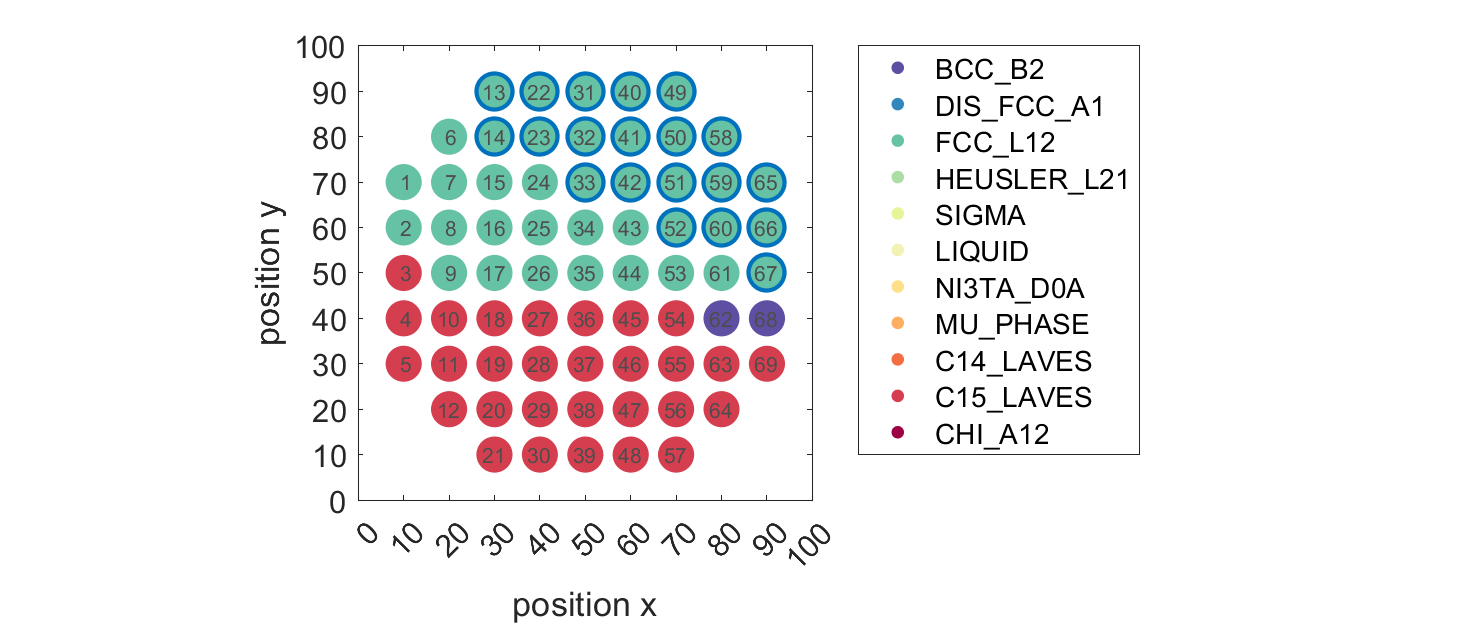 100
90
80
70
60
50
40
30
20
10
0
position y
13 22 31 40 49
6 14 23 32 41 50 58
1 7 15 24 33 42 51 59 65
2 8 16 25 34 43 52 60 66
3 9 17 26 35 44 53 61 67
4 10 18 27 36 45 54 62 68
5 11 19 28 37 46 55 63 69
12 20 29 38 47 56 64
21 30 39 48 57
0 10 20 30 40 50 60 70 80 90 100
position x
BCC_B2
DIS_FCC_A1
FCC_L12
HEUSLER_L21
SIGMA
LIQUID
NI3TA_D0A
MU_PHASE
C14_LAVES
C15_LAVES
CHI_A12